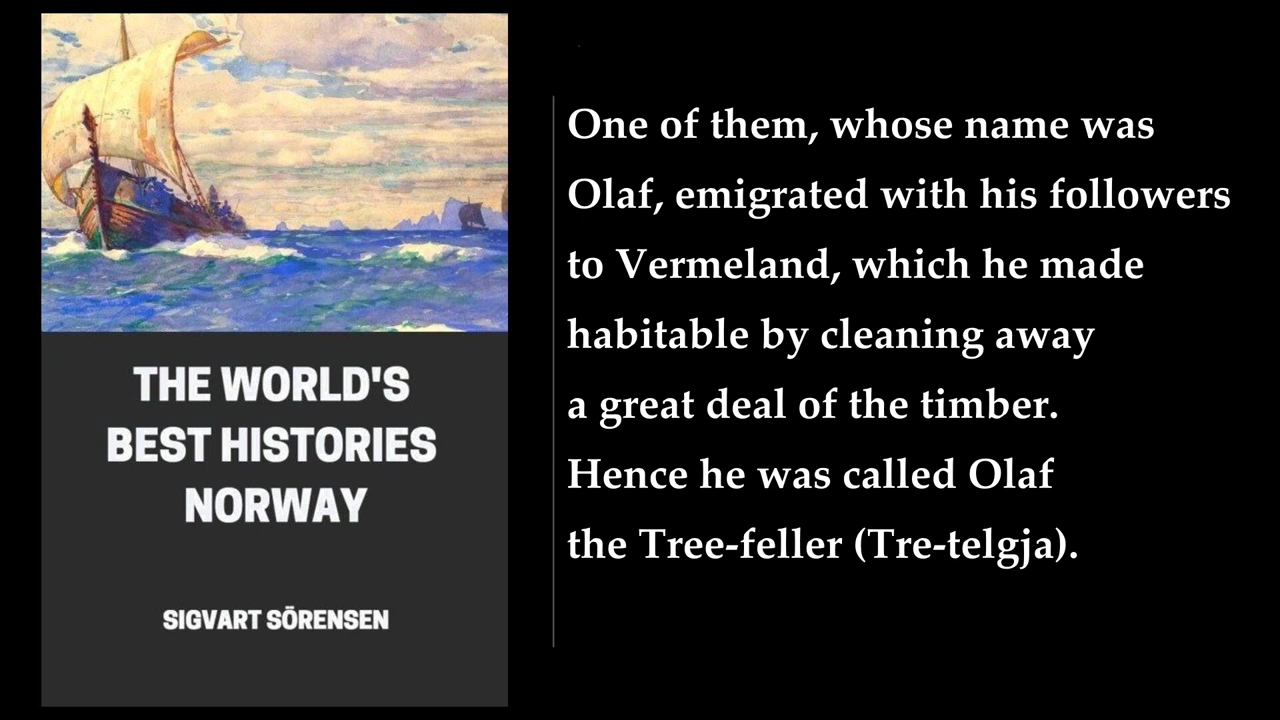 THE WORLD'S
BEST HISTORIES
NORWAY
SIGVART SÖRENSEN
One of them, whose name was
Olaf, emigrated with his followers
to Vermeland, which he made
habitable by cleaning away
a great deal of the timber.
Hence he was called Olaf
the Tree-feller (Tre-telgja).